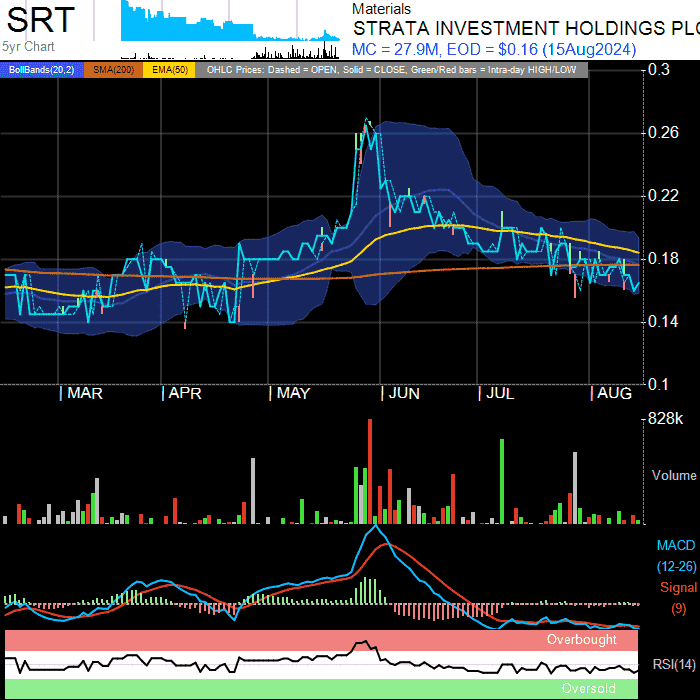 SRT
5yr Chart
Materials
STRATA INVESTMENT HOLDINGS PLC
MC = 27.9M, EOD = $0.16 (15Aug2024)
BollBands(20,2) SMA(200) EMA(50) OHLC Prices: Dashed = OPEN, Solid = CLOSE, Green/Red bars = Intra-day HIGH/LOW
0.3
0.26
0.22
0.18
0.14
0.1
MAR APR MAY JUN JUL AUG
828k
Volume
MACD
(12-26)
Signal
(9)
Overbought
RSI(14)
Oversold